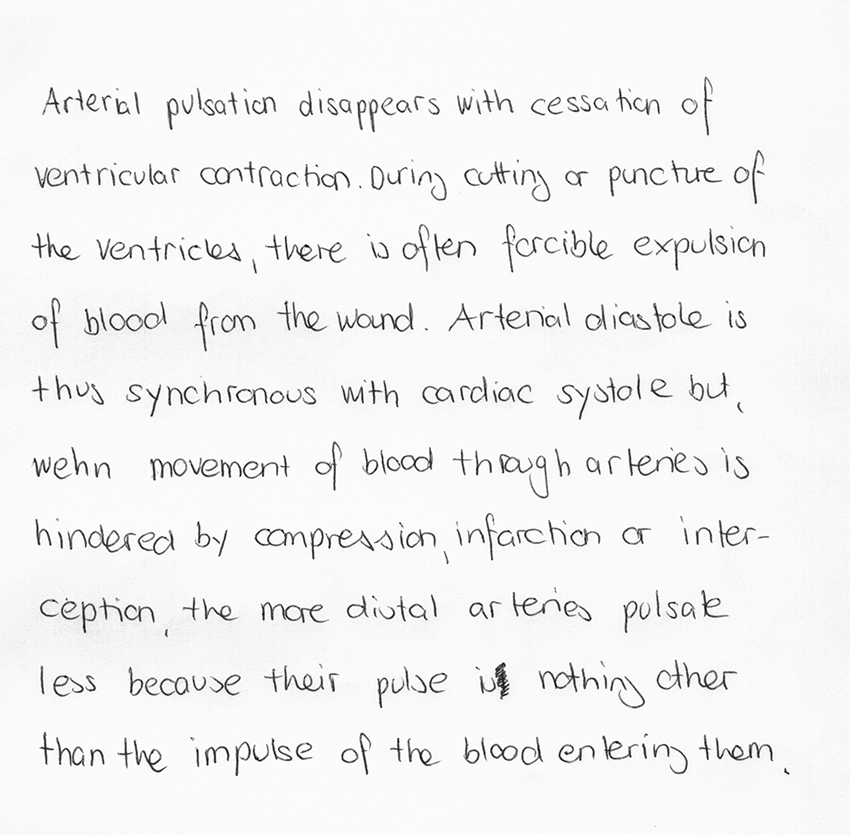 Arterial pulsation disappears with cessation of
ventricular contraction. During cutting or puncture of
the ventricles, there is often forcible expulsion
of blood from the wound. Arterial diastole is
thus synchronous with cardiac systole but,
wehn movement of blood through arteries is
hindered by compression, infarction or inter-
ception, the more distal arteries pulsate
less because their pulse is nothing other
than the impulse of the blood entering them.